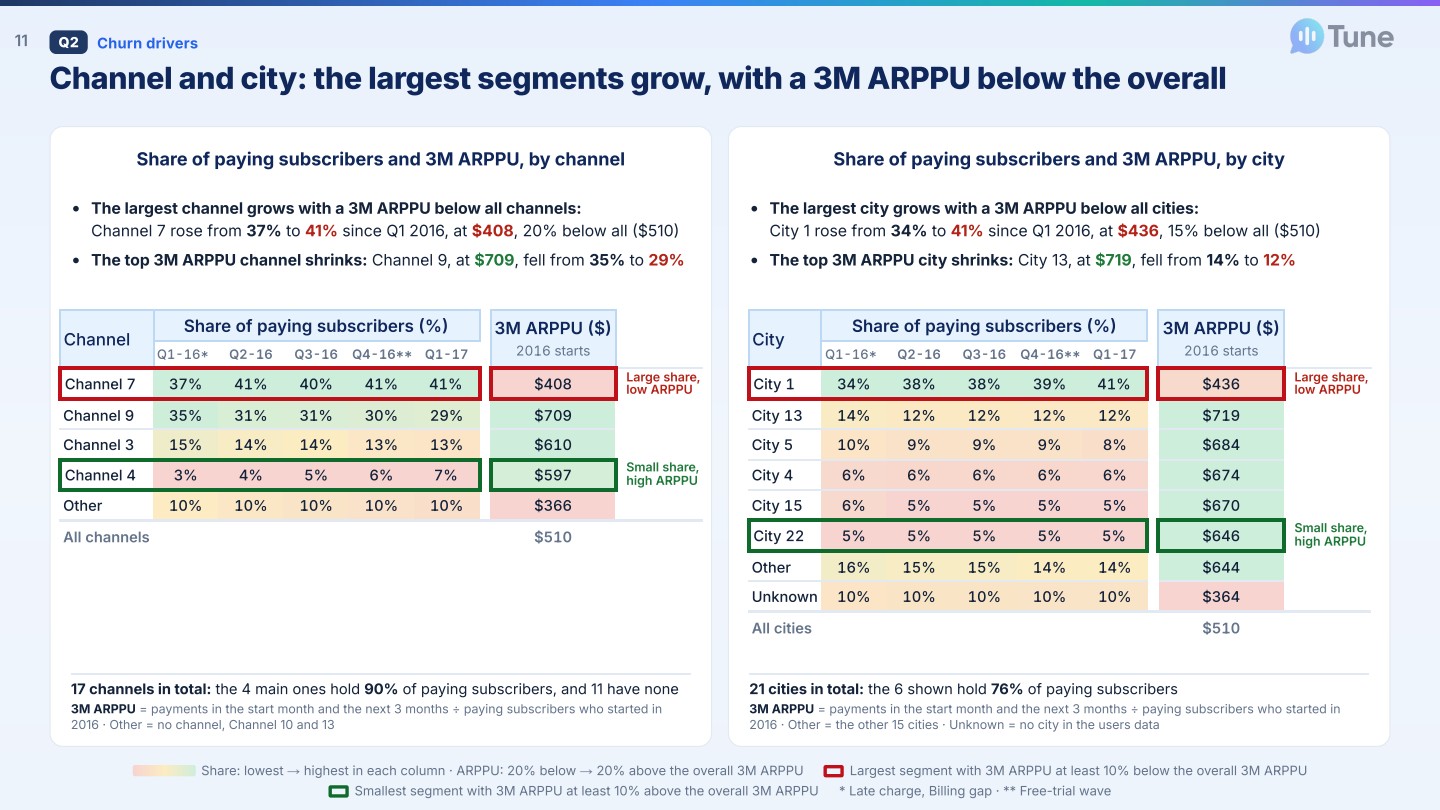 11
Q2
Churn drivers
Tune
Channel and city: the largest segments grow, with a 3M ARPPU below the overall
Share of paying subscribers and 3M ARPPU, by channel
• The largest channel grows with a 3M ARPPU below all channels:
Channel 7 rose from 37% to 41% since Q1 2016, at $408, 20% below all ($510)
• The top 3M ARPPU channel shrinks: Channel 9, at $709, fell from 35% to 29%
Channel
Share of paying subscribers (%)
3M ARPPU ($)
Q1-16* Q2-16 Q3-16 Q4-16** Q1-17
2016 starts
Channel 7 37% 41% 40% 41% 41% $408
Large share,
low ARPPU
Channel 9 35% 31% 31% 30% 29% $709
Channel 3 15% 14% 14% 13% 13% $610
Channel 4 3% 4% 5% 6% 7% $597
Small share,
high ARPPU
Other 10% 10% 10% 10% 10% $366
All channels $510
17 channels in total: the 4 main ones hold 90% of paying subscribers, and 11 have none
3M ARPPU = payments in the start month and the next 3 months ÷ paying subscribers who started in
2016 · Other = no channel, Channel 10 and 13
Share of paying subscribers and 3M ARPPU, by city
• The largest city grows with a 3M ARPPU below all cities:
City 1 rose from 34% to 41% since Q1 2016, at $436, 15% below all ($510)
• The top 3M ARPPU city shrinks: City 13, at $719, fell from 14% to 12%
City
Share of paying subscribers (%)
3M ARPPU ($)
Q1-16* Q2-16 Q3-16 Q4-16** Q1-17
2016 starts
City 1 34% 38% 38% 39% 41% $436
Large share,
low ARPPU
City 13 14% 12% 12% 12% 12% $719
City 5 10% 9% 9% 9% 8% $684
City 4 6% 6% 6% 6% 6% $674
City 15 6% 5% 5% 5% 5% $670
City 22 5% 5% 5% 5% 5% $646
Small share,
high ARPPU
Other 16% 15% 15% 14% 14% $644
Unknown 10% 10% 10% 10% 10% $364
All cities $510
21 cities in total: the 6 shown hold 76% of paying subscribers
3M ARPPU = payments in the start month and the next 3 months ÷ paying subscribers who started in
2016 · Other = the other 15 cities · Unknown = no city in the users data
Share: lowest → highest in each column · ARPPU: 20% below → 20% above the overall 3M ARPPU
Largest segment with 3M ARPPU at least 10% below the overall 3M ARPPU
Smallest segment with 3M ARPPU at least 10% above the overall 3M ARPPU
* Late charge, Billing gap · ** Free-trial wave